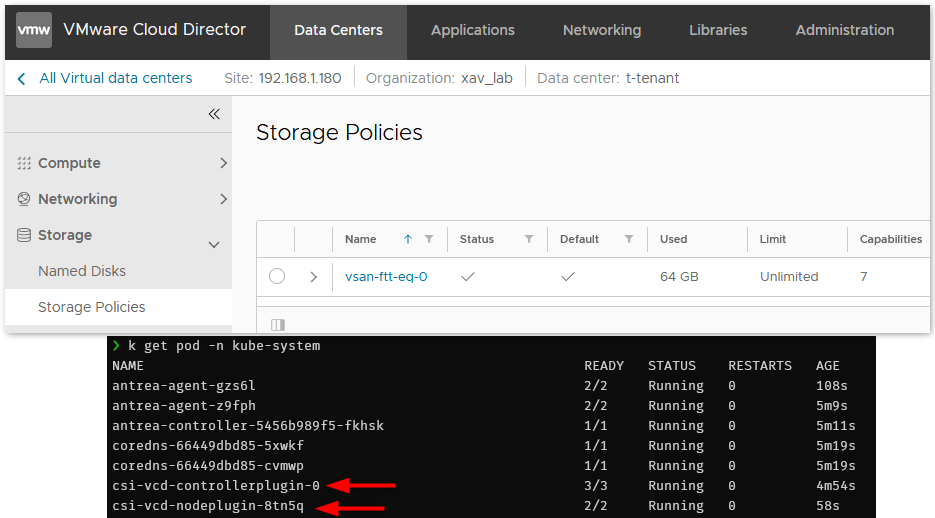 vmw VMware Cloud Director Data Centers Applications Networking Libraries Administration
All Virtual data centers Site: 192.168.1.180 Organization: xav_lab Data center: t-tenant
Storage Policies
Compute
Networking
Storage
Named Disks
Storage Policies
Name Status Default Used Limit Capabilities
vsan-ftt-eq-0 64 GB Unlimited 7
❯ k get pod -n kube-system
NAME READY STATUS RESTARTS AGE
antrea-agent-gzs6l 2/2 Running 0 108s
antrea-agent-z9fph 2/2 Running 0 5m9s
antrea-controller-5456b989f5-fkhsk 1/1 Running 0 5m11s
coredns-66449dbd85-5xwkf 1/1 Running 0 5m19s
coredns-66449dbd85-cvmwp 1/1 Running 0 5m19s
csi-vcd-controllerplugin-0 3/3 Running 0 4m54s
csi-vcd-nodeplugin-8tn5q 2/2 Running 0 58s